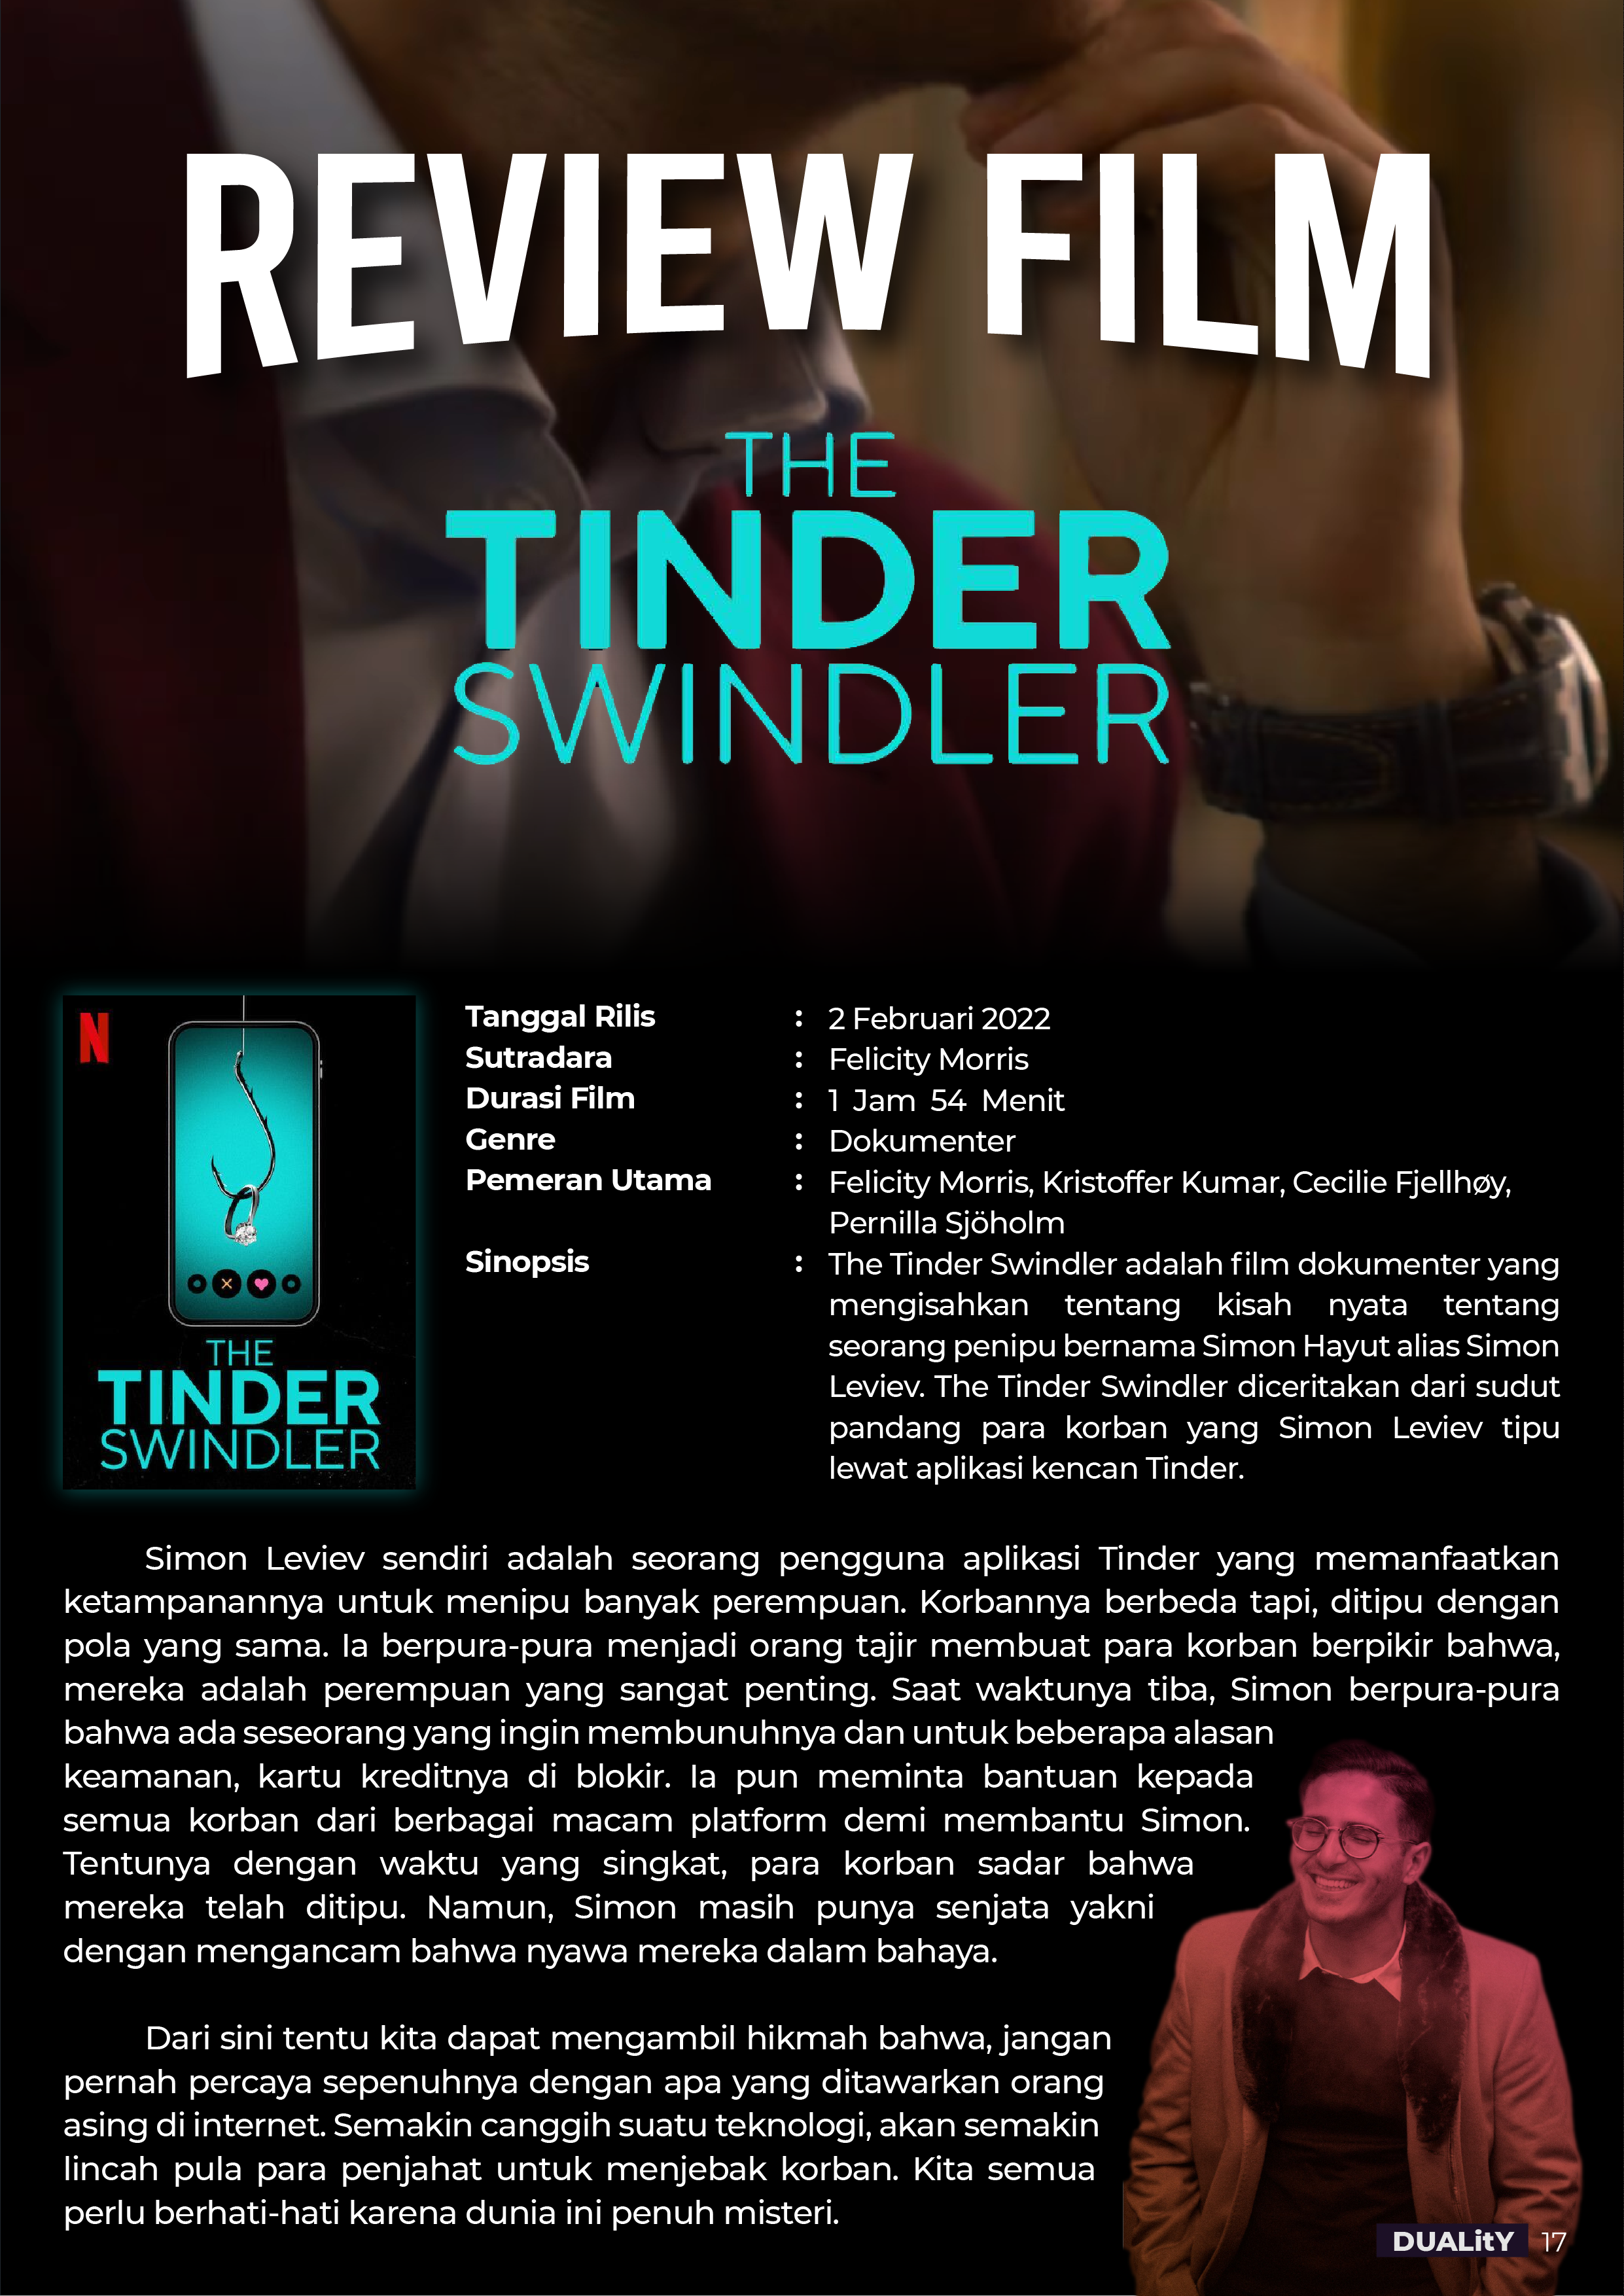 REVIEW FILM
THE
TINDER
SWINDLER
N
THE
TINDER
SWINDLER
Tanggal Rilis : 2 Februari 2022
Sutradara : Felicity Morris
Durasi Film : 1 Jam 54 Menit
Genre : Dokumenter
Pemeran Utama : Felicity Morris, Kristoffer Kumar, Cecilie Fjellhøy,
Pernilla Sjöholm
Sinopsis : The Tinder Swindler adalah film dokumenter yang
mengisahkan tentang kisah nyata tentang
seorang penipu bernama Simon Hayut alias Simon
Leviev. The Tinder Swindler diceritakan dari sudut
pandang para korban yang Simon Leviev tipu
lewat aplikasi kencan Tinder.
Simon Leviev sendiri adalah seorang pengguna aplikasi Tinder yang memanfaatkan
ketampanannya untuk menipu banyak perempuan. Korbannya berbeda tapi, ditipu dengan
pola yang sama. Ia berpura-pura menjadi orang tajir membuat para korban berpikir bahwa,
mereka adalah perempuan yang sangat penting. Saat waktunya tiba, Simon berpura-pura
bahwa ada seseorang yang ingin membunuhnya dan untuk beberapa alasan
keamanan, kartu kreditnya di blokir. Ia pun meminta bantuan kepada
semua korban dari berbagai macam platform demi membantu Simon.
Tentunya dengan waktu yang singkat, para korban sadar bahwa
mereka telah ditipu. Namun, Simon masih punya senjata yakni
dengan mengancam bahwa nyawa mereka dalam bahaya.
Dari sini tentu kita dapat mengambil hikmah bahwa, jangan
pernah percaya sepenuhnya dengan apa yang ditawarkan orang
asing di internet. Semakin canggih suatu teknologi, akan semakin
lincah pula para penjahat untuk menjebak korban. Kita semua
perlu berhati-hati karena dunia ini penuh misteri.
DUALitY 17